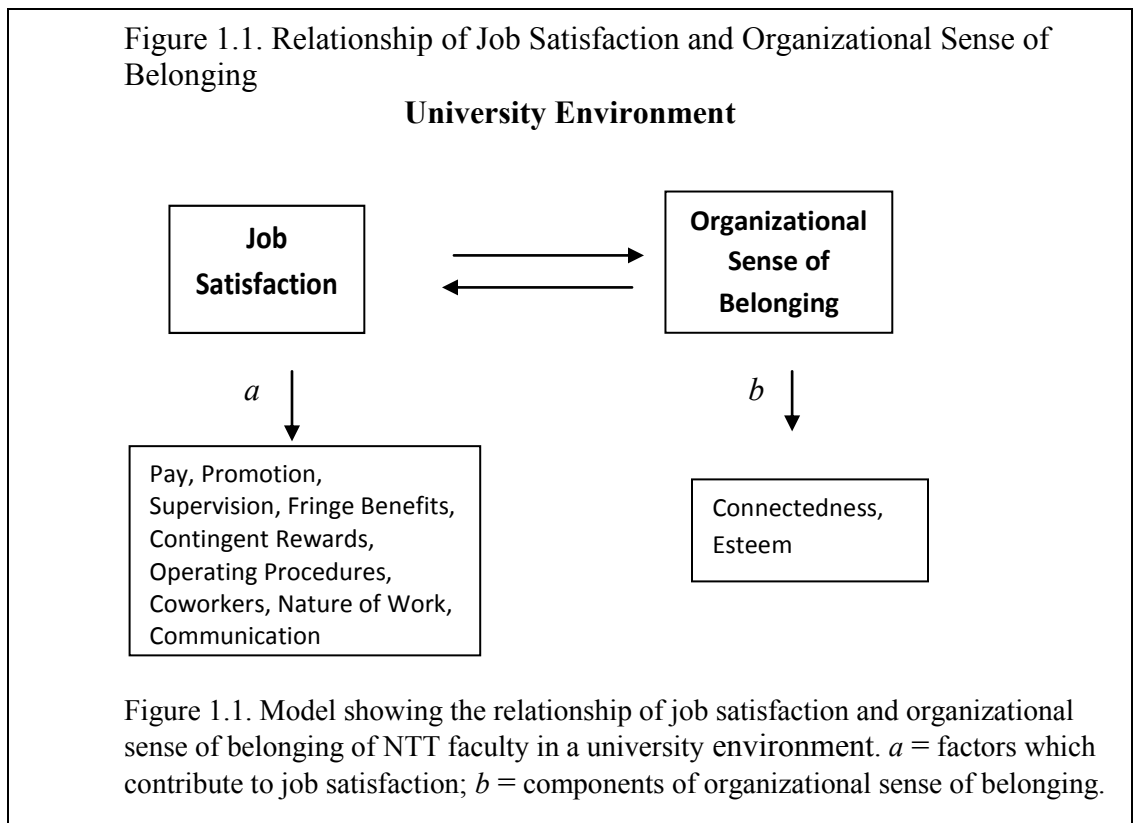 Figure 1.1. Relationship of Job Satisfaction and Organizational Sense of
Belonging
University Environment
Job
Satisfaction
Organizational
Sense of
Belonging
a
b
Pay, Promotion,
Supervision, Fringe Benefits,
Contingent Rewards,
Operating Procedures,
Coworkers, Nature of Work,
Communication
Connectedness,
Esteem
Figure 1.1. Model showing the relationship of job satisfaction and organizational
sense of belonging of NTT faculty in a university environment. a = factors which
contribute to job satisfaction; b = components of organizational sense of belonging.